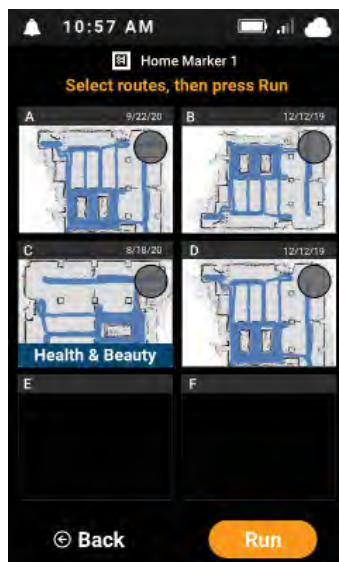 10:57 AM
Home Marker 1
Select routes, then press Run
A 9/22/20
B 12/12/19
C 8/18/20
D 12/12/19
Health & Beauty
E
F
Back
Run